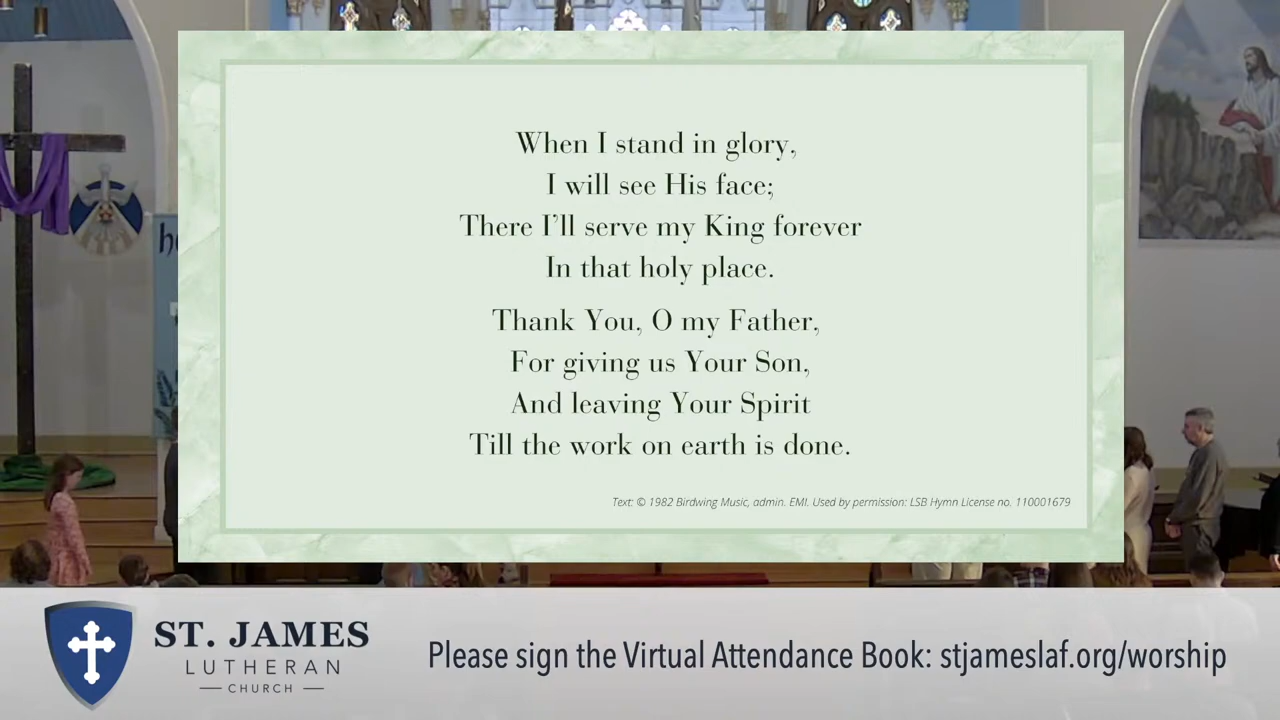 When I stand in glory,
I will see His face;
There I'll serve my King forever
In that holy place.
Thank You, O my Father,
For giving us Your Son,
And leaving Your Spirit
Till the work on earth is done.
Text: © 1982 Birdwing Music, admin. EMI. Used by permission: LSB Hymn License no. 110001679
ST. JAMES
LUTHERAN
CHURCH
Please sign the Virtual Attendance Book: stjameslaf.org/worship